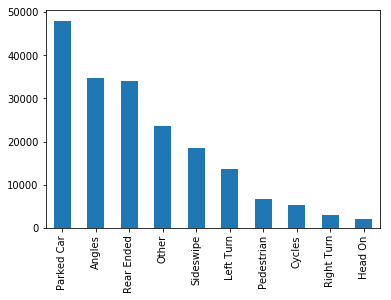 50000
40000
30000
20000
10000
0
Parked Car
Angles
Rear Ended
Other
Sideswipe
Left Turn
Pedestrian
Cycles
Right Turn
Head On